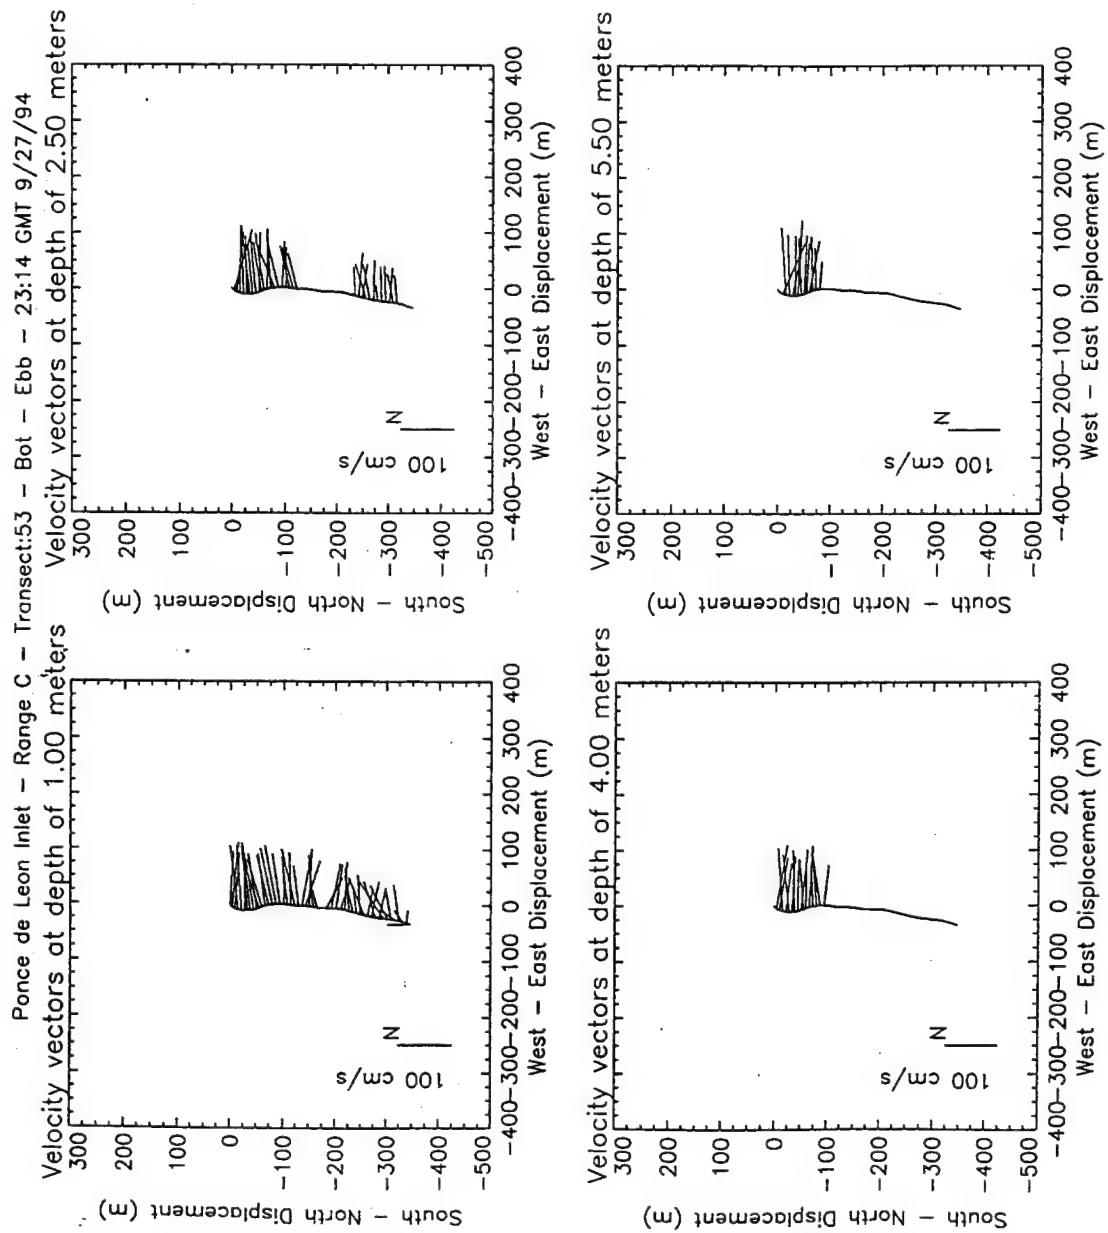 Ponce de Leon Inlet – Range C – Transect:53 – Bot – Ebb – 23:14 GMT 9/27/94
Velocity vectors at depth of 1.00 meters
300
200
100
0
-100
-200
-300
-400
-500
South – North Displacement (m)
100 cm/s
N
-400-300-200-100 0 100 200 300 400
West – East Displacement (m)
Velocity vectors at depth of 2.50 meters
300
200
100
0
-100
-200
-300
-400
-500
South – North Displacement (m)
100 cm/s
N
-400-300-200-100 0 100 200 300 400
West – East Displacement (m)
Velocity vectors at depth of 4.00 meters
300
200
100
0
-100
-200
-300
-400
-500
South – North Displacement (m)
100 cm/s
N
-400-300-200-100 0 100 200 300 400
West – East Displacement (m)
Velocity vectors at depth of 5.50 meters
300
200
100
0
-100
-200
-300
-400
-500
South – North Displacement (m)
100 cm/s
N
-400-300-200-100 0 100 200 300 400
West – East Displacement (m)